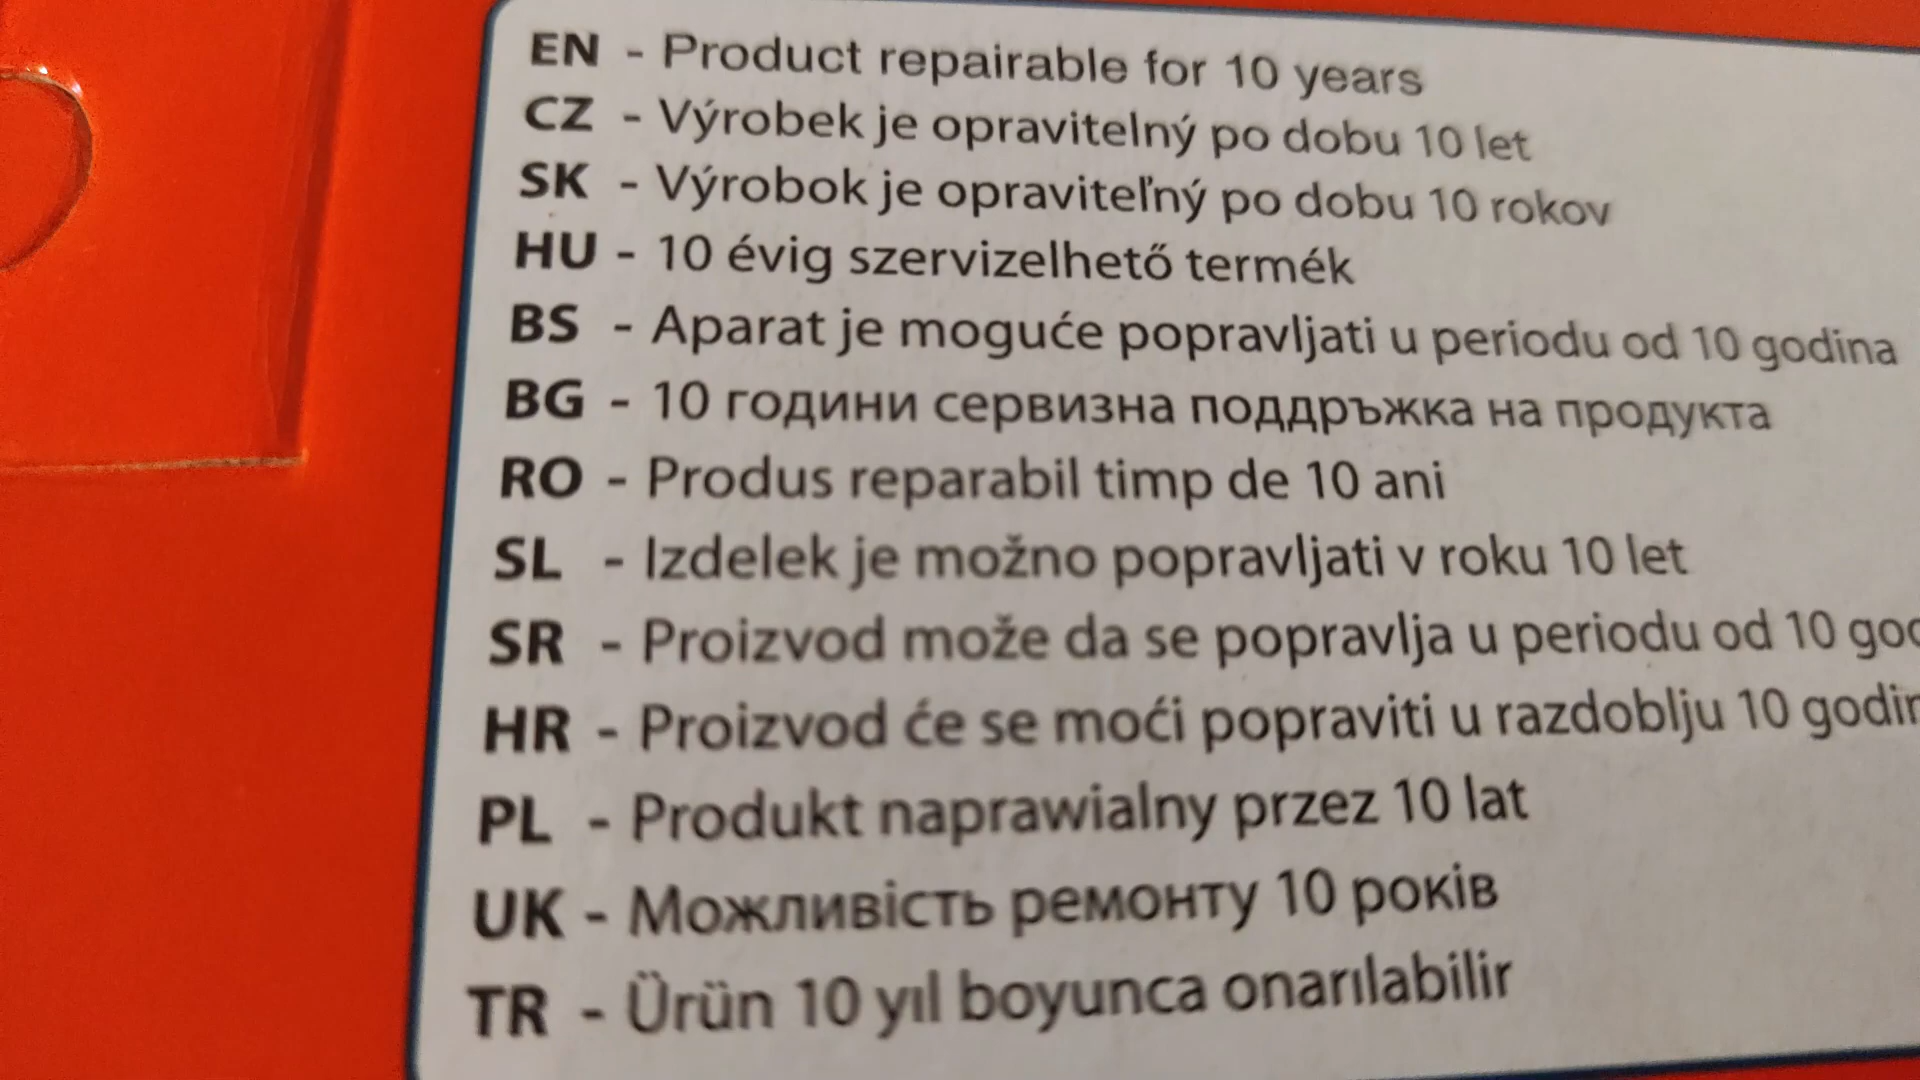 EN - Product repairable for 10 years
CZ - Výrobek je opravitelný po dobu 10 let
SK - Výrobok je opraviteľný po dobu 10 rokov
HU - 10 évig szervizelhető termék
BS - Aparat je moguće popravljati u periodu od 10 godina
BG - 10 години сервизна поддръжка на продукта
RO - Produs reparabil timp de 10 ani
SL - Izdelek je možno popravljati v roku 10 let
SR - Proizvod može da se popravlja u periodu od 10
HR - Proizvod će se moći popraviti u razdoblju 10
PL - Produkt naprawialny przez 10 lat
UK - Можливість ремонту 10 років
TR - Ürün 10 yıl boyunca onarılabilir